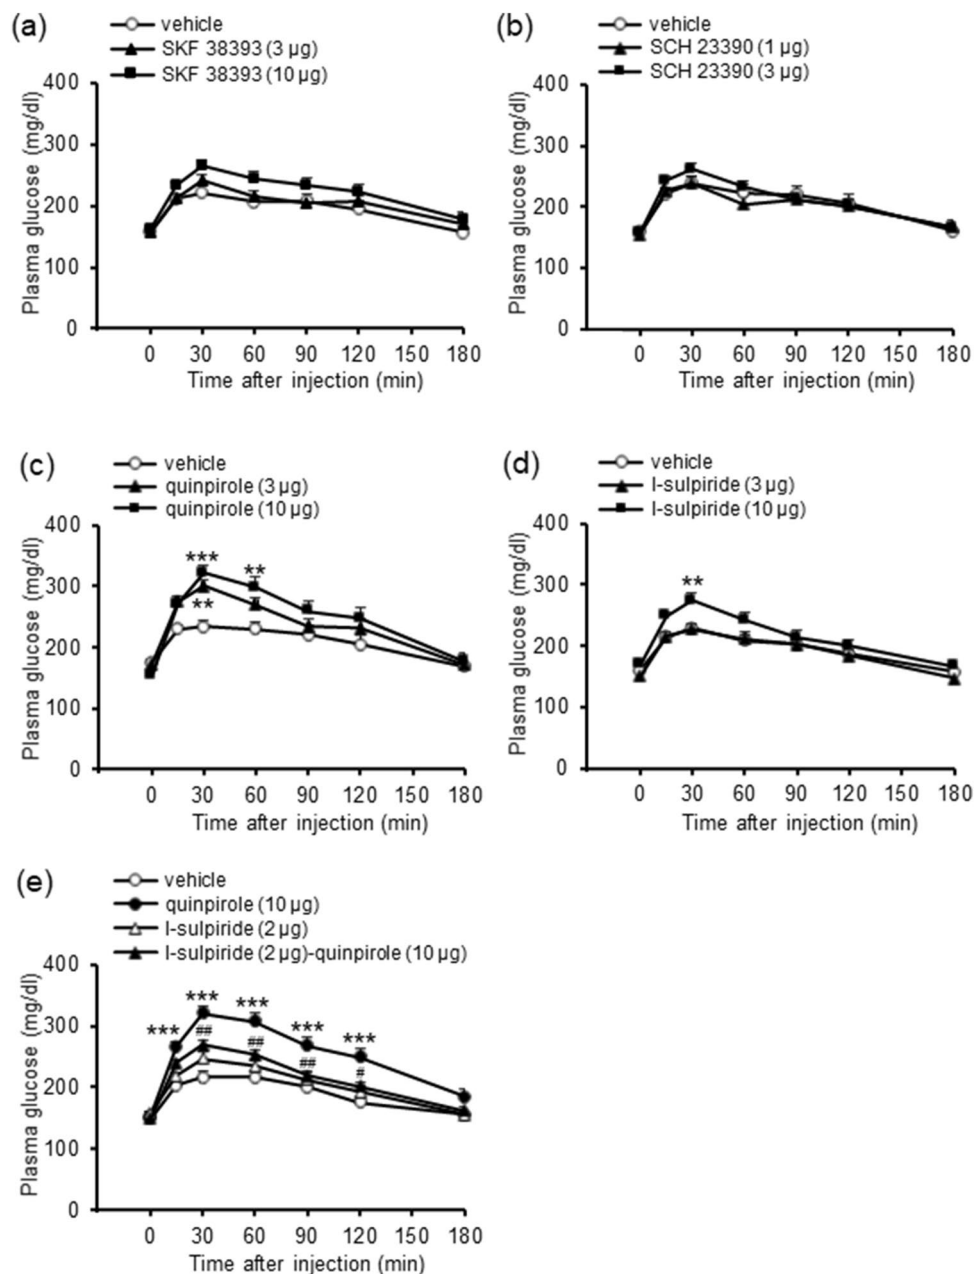 (a)
vehicle
SKF 38393 (3 µg)
SKF 38393 (10 µg)
Plasma glucose (mg/dl)
400
300
200
100
0
0 30 60 90 120 150 180
Time after injection (min)
(b)
vehicle
SCH 23390 (1 µg)
SCH 23390 (3 µg)
Plasma glucose (mg/dl)
400
300
200
100
0
0 30 60 90 120 150 180
Time after injection (min)
(c)
vehicle
quinpirole (3 µg)
quinpirole (10 µg)
Plasma glucose (mg/dl)
400
300
200
100
0
*** **
**
0 30 60 90 120 150 180
Time after injection (min)
(d)
vehicle
l-sulpiride (3 µg)
l-sulpiride (10 µg)
Plasma glucose (mg/dl)
400
300
200
100
0
**
0 30 60 90 120 150 180
Time after injection (min)
(e)
vehicle
quinpirole (10 µg)
l-sulpiride (2 µg)
l-sulpiride (2 µg)-quinpirole (10 µg)
Plasma glucose (mg/dl)
400
300
200
100
0
*** *** *** *** ***
## ## ## #
0 30 60 90 120 150 180
Time after injection (min)